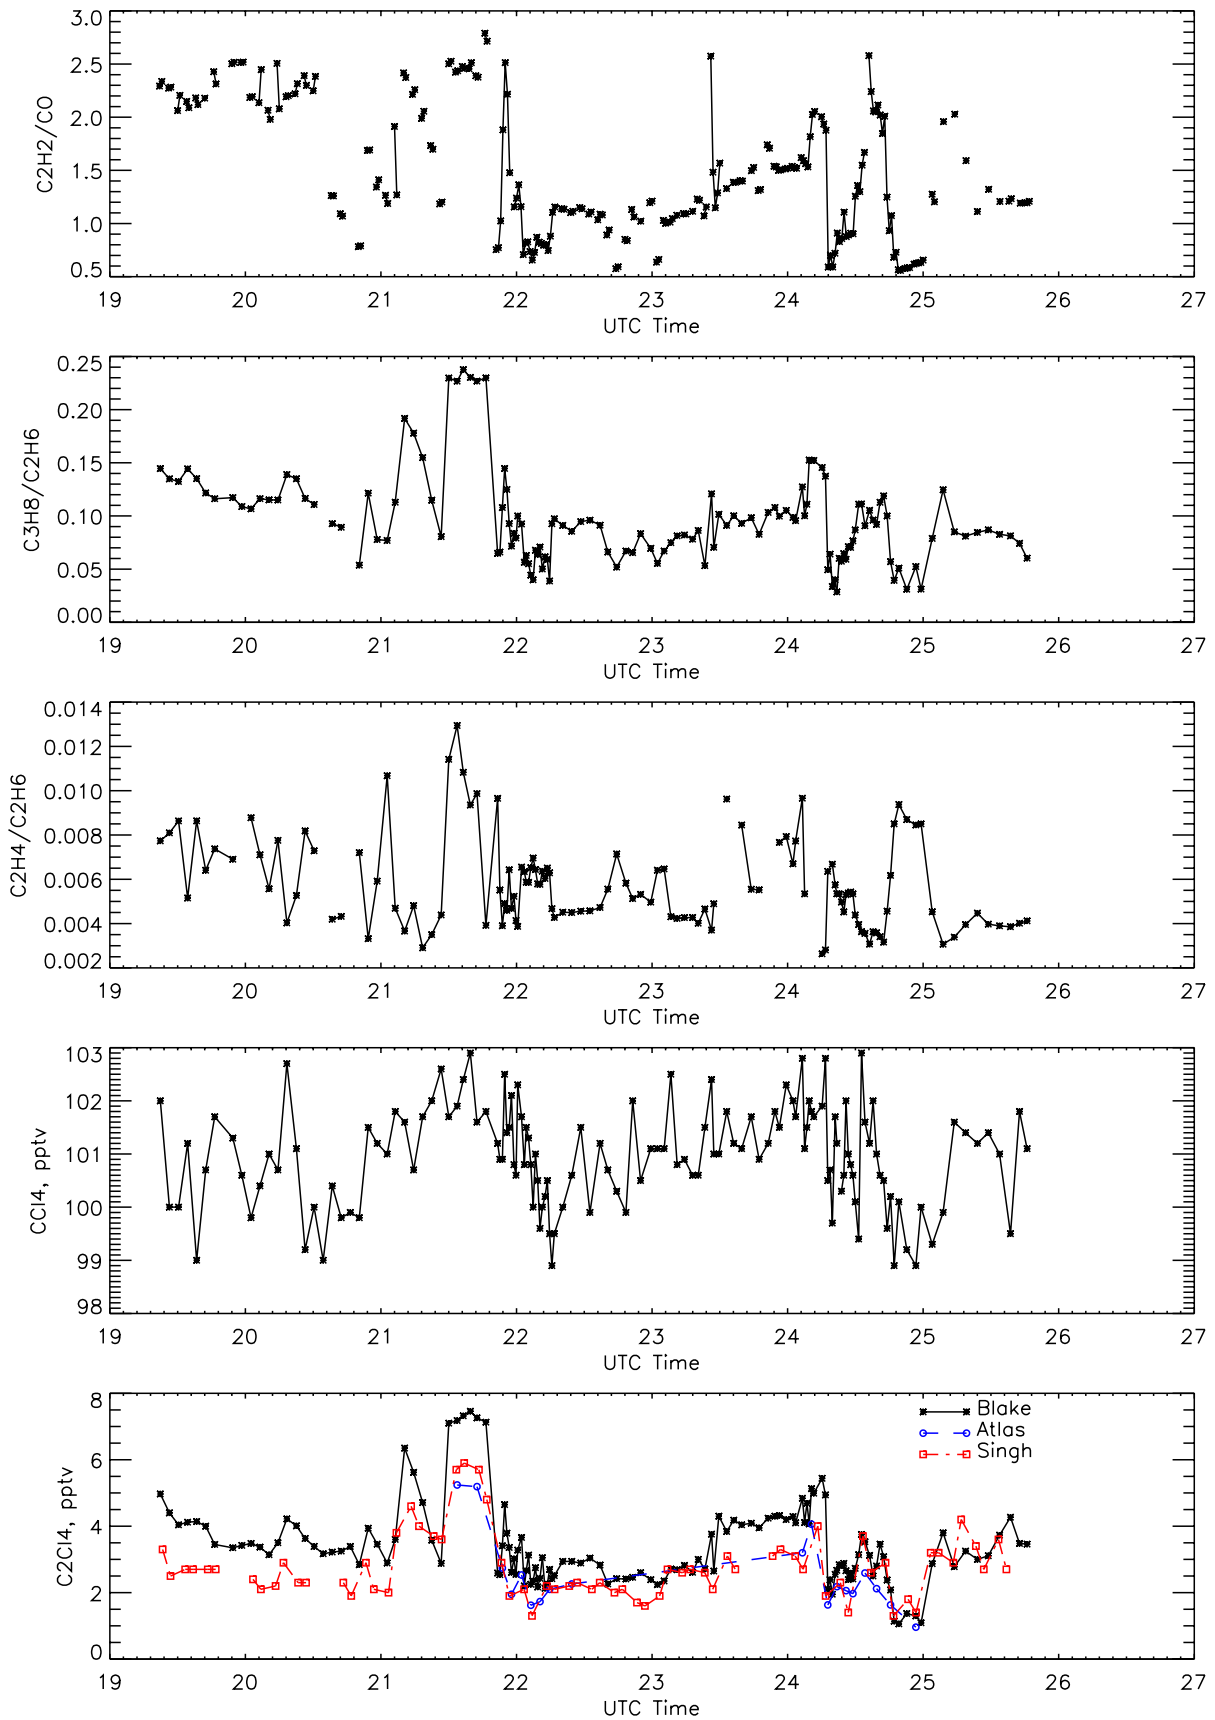 C2H2/CO
3.0
2.5
2.0
1.5
1.0
0.5
19 20 21 22 23 24 25 26 27
UTC Time
C3H8/C2H6
0.25
0.20
0.15
0.10
0.05
0.00
19 20 21 22 23 24 25 26 27
UTC Time
C2H4/C2H6
0.014
0.012
0.010
0.008
0.006
0.004
0.002
19 20 21 22 23 24 25 26 27
UTC Time
CCl4, pptv
103
102
101
100
99
98
19 20 21 22 23 24 25 26 27
UTC Time
C2Cl4, pptv
8
6
4
2
0
Blake
Atlas
Singh
19 20 21 22 23 24 25 26 27
UTC Time